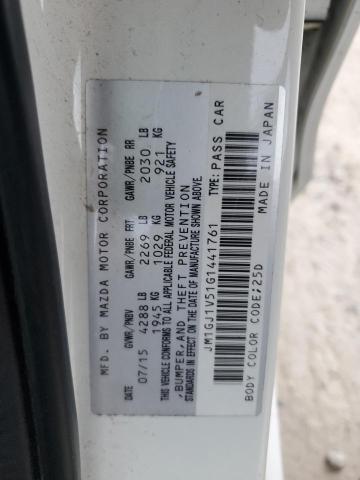 MFD. BY MAZDA MOTOR CORPORATION
GVWR/PNBV GAWR/PNBE FRT GAWR/PNBE RR
07/15 4288 LB 2269 LB 2030 LB
1945 KG 1029 KG 921 KG
THIS VEHICLE CONFORMS TO ALL APPLICABLE FEDERAL MOTOR VEHICLE SAFETY
,BUMPER,AND THEFT PREVENTION
STANDARDS IN EFFECT ON THE DATE OF MANUFACTURE SHOWN ABOVE.
JM1GJ1V51G1441761 TYPE:PASS CAR
BODY COLOR CODE:25D MADE IN JAPAN